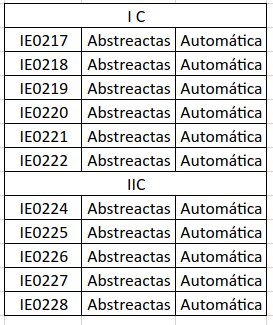 I C
IE0217 Abstreactas Automática
IE0218 Abstreactas Automática
IE0219 Abstreactas Automática
IE0220 Abstreactas Automática
IE0221 Abstreactas Automática
IE0222 Abstreactas Automática
IIC
IE0224 Abstreactas Automática
IE0225 Abstreactas Automática
IE0226 Abstreactas Automática
IE0227 Abstreactas Automática
IE0228 Abstreactas Automática